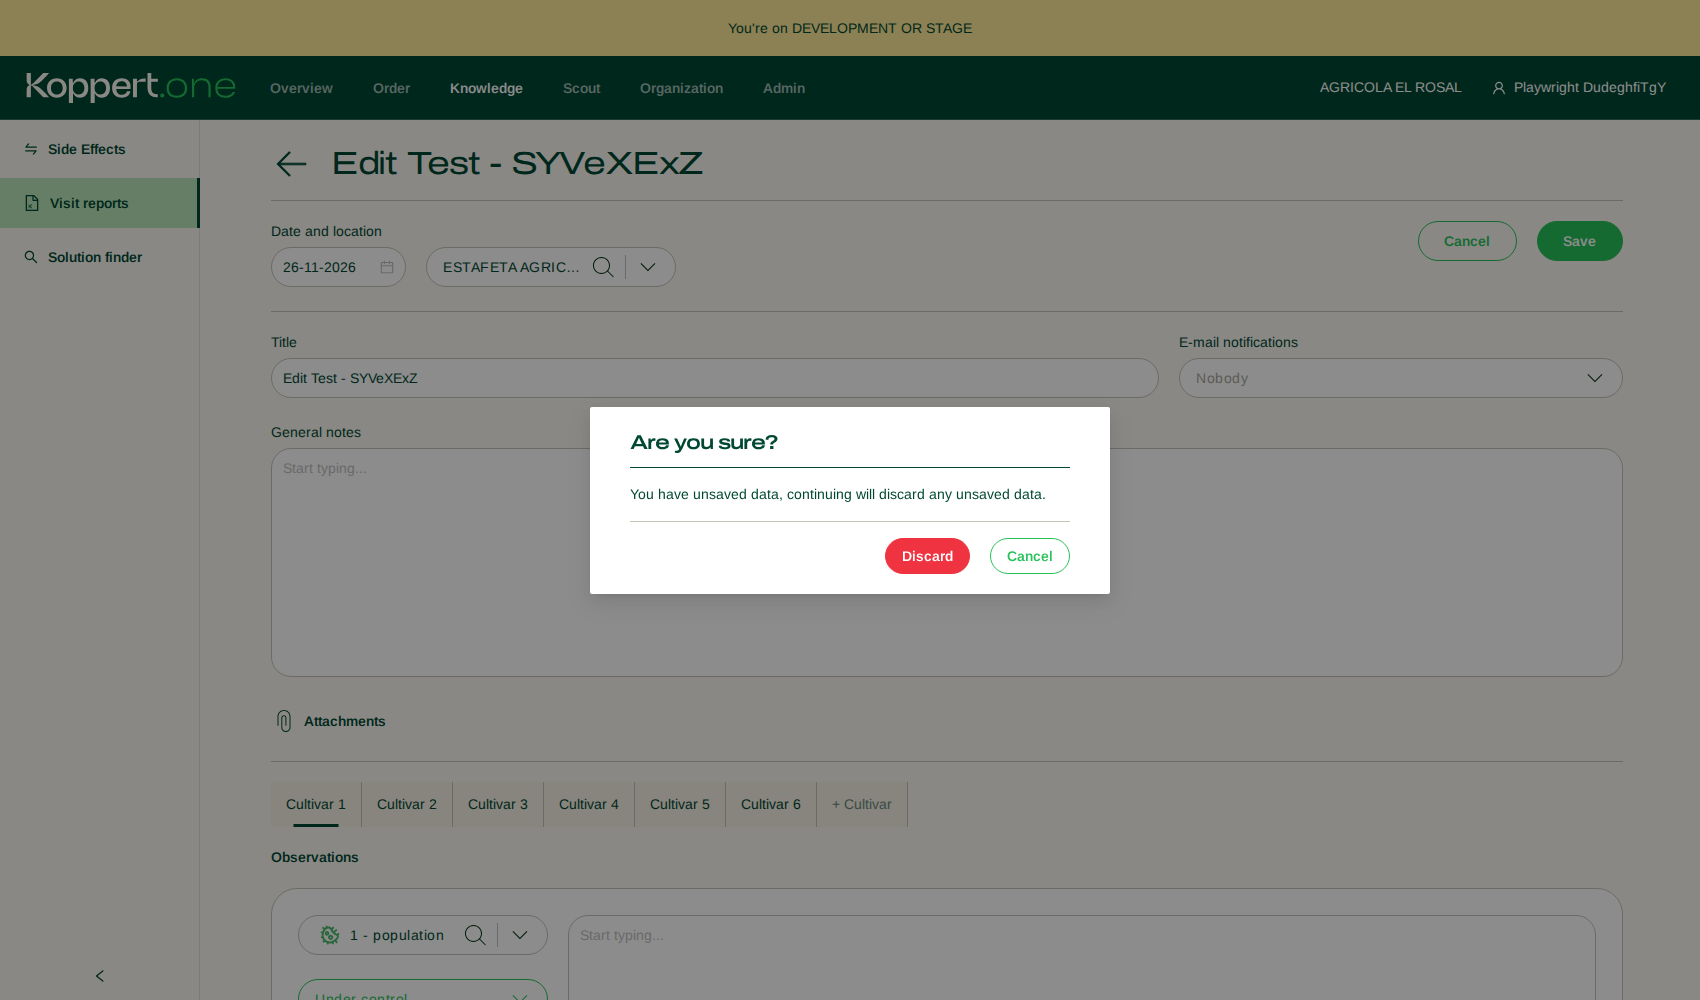 You're on DEVELOPMENT OR STAGE
Koppert.one
Overview
Order
Knowledge
Scout
Organization
Admin
AGRICOLA EL ROSAL
Playwright DudeghfiTgY
Side Effects
Visit reports
Solution finder
Edit Test - SYVeXExZ
Date and location
26-11-2026
ESTAFETA AGRIC...
Cancel
Save
Title
Edit Test - SYVeXExZ
E-mail notifications
Nobody
General notes
Start typing...
Are you sure?
You have unsaved data, continuing will discard any unsaved data.
Discard
Cancel
Attachments
Cultivar 1
Cultivar 2
Cultivar 3
Cultivar 4
Cultivar 5
Cultivar 6
+ Cultivar
Observations
1 - population
Start typing...
Under control